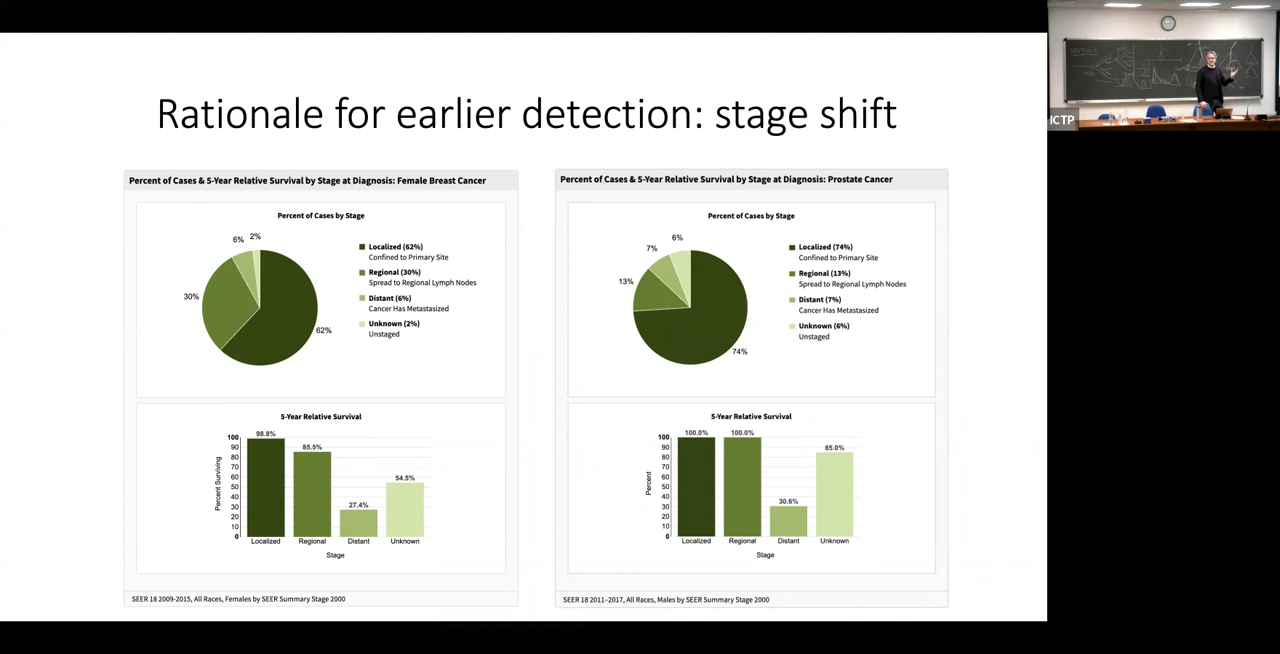 Rationale for earlier detection: stage shift
Percent of Cases & 5-Year Relative Survival by Stage at Diagnosis: Female Breast Cancer
Percent of Cases by Stage
6%
2%
30%
62%
Localized (62%)
Confined to Primary Site
Regional (30%)
Spread to Regional Lymph Nodes
Distant (6%)
Cancer Has Metastasized
Unknown (2%)
Unstaged
5-Year Relative Survival
Percent Surviving
100
90
80
70
60
50
40
30
20
10
0
98.8%
85.5%
27.4%
54.5%
Localized
Regional
Distant
Unknown
Stage
SEER 18 2009-2015, All Races, Females by SEER Summary Stage 2000
Percent of Cases & 5-Year Relative Survival by Stage at Diagnosis: Prostate Cancer
Percent of Cases by Stage
6%
7%
13%
74%
Localized (74%)
Confined to Primary Site
Regional (13%)
Spread to Regional Lymph Nodes
Distant (7%)
Cancer Has Metastasized
Unknown (6%)
Unstaged
5-Year Relative Survival
Percent
100
90
80
70
60
50
40
30
20
10
0
100.0%
100.0%
30.6%
85.0%
Localized
Regional
Distant
Unknown
Stage
SEER 18 2011–2017, All Races, Males by SEER Summary Stage 2000
ICTP